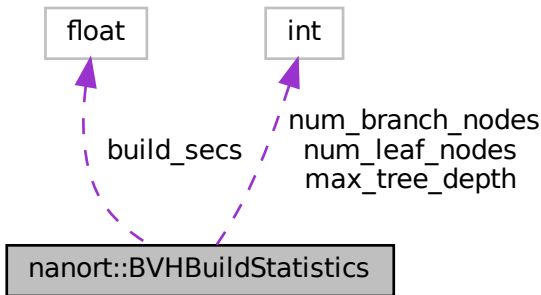 float
int
build_secs
num_branch_nodes
num_leaf_nodes
max_tree_depth
nanort::BVHBuildStatistics